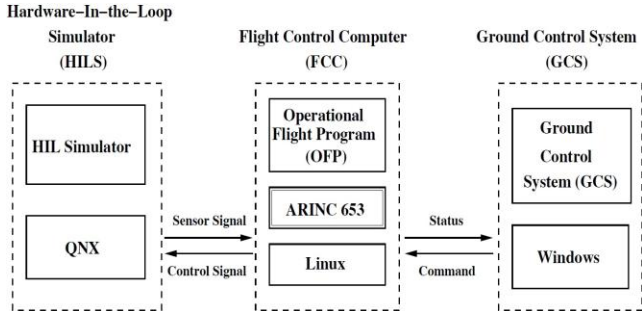 Hardware-In-the-Loop
Simulator
(HILS)
HIL Simulator
QNX
Sensor Signal
Control Signal
Flight Control Computer
(FCC)
Operational
Flight Program
(OFP)
ARINC 653
Linux
Status
Command
Ground Control System
(GCS)
Ground
Control
System (GCS)
Windows